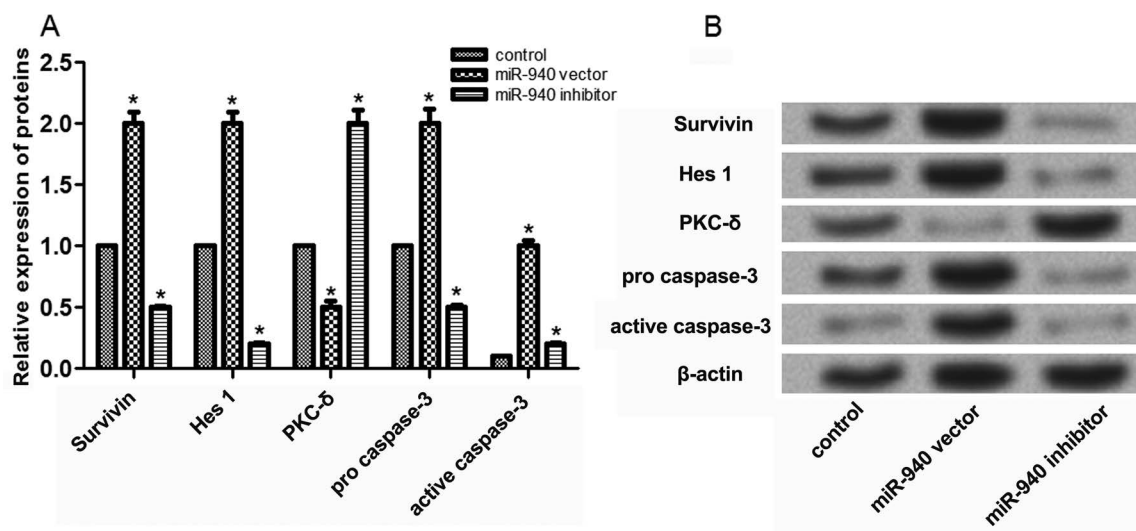 A
Relative expression of proteins
2.5
2.0
1.5
1.0
0.5
0.0
control
miR-940 vector
miR-940 inhibitor
* * * * * * * * * *
Survivin
Hes 1
PKC-δ
pro caspase-3
active caspase-3
B
Survivin
Hes 1
PKC-δ
pro caspase-3
active caspase-3
β-actin
control
miR-940 vector
miR-940 inhibitor